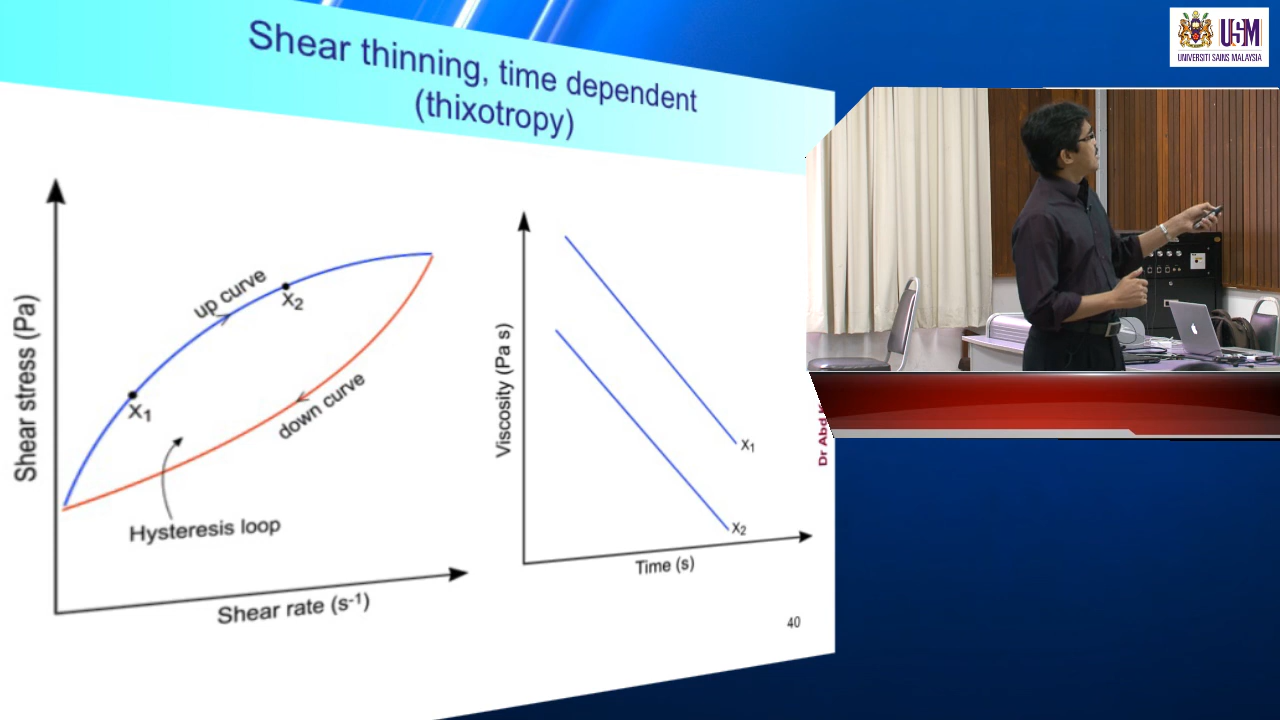 Shear thinning, time dependent
(thixotropy)
Shear stress (Pa)
up curve
X2
X1
down curve
Hysteresis loop
Shear rate (s-1)
Viscosity (Pa s)
X1
X2
Time (s)
40
Dr Abd
USM
UNIVERSITI SAINS MALAYSIA